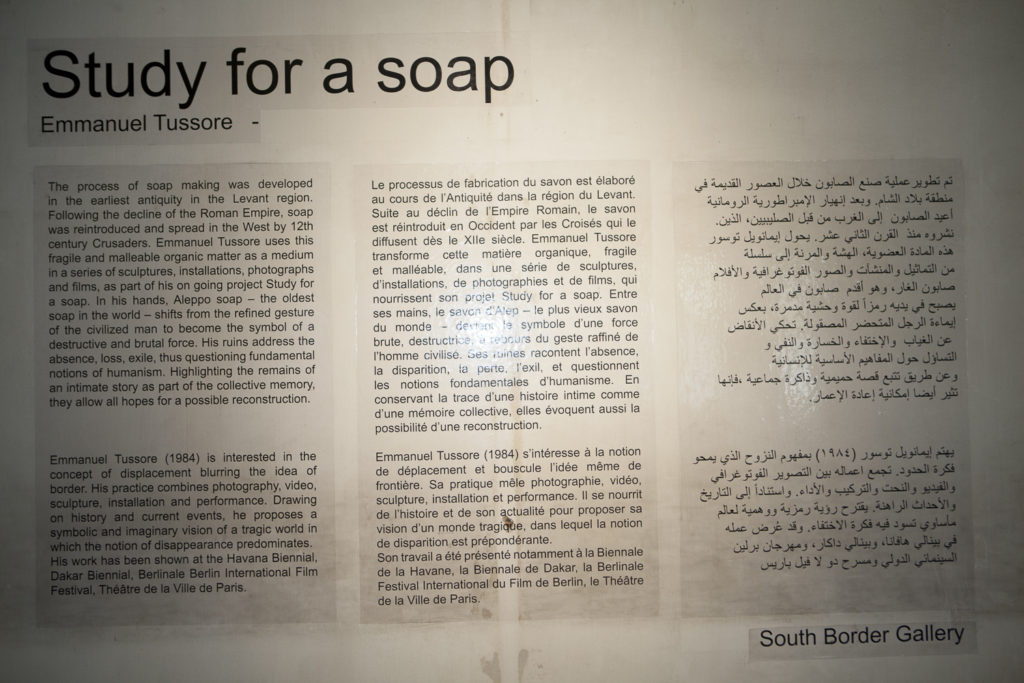 Study for a soap
Emmanuel Tussore -
The process of soap making was developed
in the earliest antiquity in the Levant region.
Following the decline of the Roman Empire, soap
was reintroduced and spread in the West by 12th
century Crusaders. Emmanuel Tussore uses this
fragile and malleable organic matter as a medium
in a series of sculptures, installations, photographs
and films, as part of his on going project Study for
a soap. In his hands, Aleppo soap – the oldest
soap in the world – shifts from the refined gesture
of the civilized man to become the symbol of a
destructive and brutal force. His ruins address the
absence, loss, exile, thus questioning fundamental
notions of humanism. Highlighting the remains of
an intimate story as part of the collective memory,
they allow all hopes for a possible reconstruction.
Emmanuel Tussore (1984) is interested in the
concept of displacement blurring the idea of
border. His practice combines photography, video,
sculpture, installation and performance. Drawing
on history and current events, he proposes a
symbolic and imaginary vision of a tragic world in
which the notion of disappearance predominates.
His work has been shown at the Havana Biennial,
Dakar Biennial, Berlinale Berlin International Film
Festival, Théâtre de la Ville de Paris.
Le processus de fabrication du savon est élaboré
au cours de l'Antiquité dans la région du Levant.
Suite au déclin de l'Empire Romain, le savon
est réintroduit en Occident par les Croisés qui le
diffusent dès le XIIe siècle. Emmanuel Tussore
transforme cette matière organique, fragile
et malléable, dans une série de sculptures,
d'installations, de photographies et de films, qui
nourrissent son projet Study for a soap. Entre
ses mains, le savon d'Alep – le plus vieux savon
du monde – devient le symbole d'une force
brute, destructrice, à rebours du geste raffiné de
l'homme civilisé. Ses ruines racontent l'absence,
la disparition, la perte, l'exil, et questionnent
les notions fondamentales d'humanisme. En
conservant la trace d'une histoire intime comme
d'une mémoire collective, elles évoquent aussi la
possibilité d'une reconstruction.
Emmanuel Tussore (1984) s'intéresse à la notion
de déplacement et bouscule l'idée même de
frontière. Sa pratique mêle photographie, vidéo,
sculpture, installation et performance. Il se nourrit
de l'histoire et de son actualité pour proposer sa
vision d'un monde tragique, dans lequel la notion
de disparition est prépondérante.
Son travail a été présenté notamment à la Biennale
de la Havane, la Biennale de Dakar, la Berlinale
Festival International du Film de Berlin, le Théâtre
de la Ville de Paris.
تم تطوير عملية صنع الصابون خلال العصور القديمة في
منطقة بلاد الشام. وبعد إنهيار الإمبراطورية الرومانية
أعيد الصابون إلى الغرب من قبل الصليبيين، الذين.
نشروه منذ القرن الثاني عشر. يحول إيمانويل توسور
هذه المادة العضوية، الهشة والمرنة إلى سلسلة
من التماثيل والمنشآت والصور الفوتوغرافية والأفلام
صابون الغار، وهو أقدم صابون في العالم
يصبح في يديه رمزاً لقوة وحشية مدمرة، بعكس
إيماءة الرجل المتحضر المصقولة. تحكي الأنقاض
عن الغياب والإختفاء والخسارة والنفي و
التساؤل حول المفاهيم الأساسية للإنسانية
وعن طريق تتبع قصة حميمية وذاكرة جماعية ،فإنها
تثير أيضا إمكانية إعادة الإعمار.
يهتم إيمانويل توسور (١٩٨٤) بمفهوم النزوح الذي يمحو
فكرة الحدود. تجمع اعماله بين التصوير الفوتوغرافي
والفيديو والنحت والتركيب والأداء. واستناداً إلى التاريخ
والأحداث الراهنة. يقترح رؤية رمزية ووهمية لعالم
مأساوي تسود فيه فكرة الاختفاء. وقد عرض عمله
في بينالي هافانا، وبينالي داكار، ومهرجان برلين
السينمائي الدولي ومسرح دو لا فيل باريس
South Border Gallery